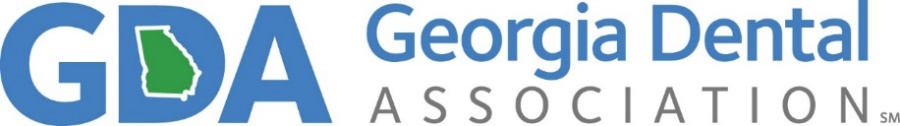 GDA
Georgia Dental
ASSOCIATION SM